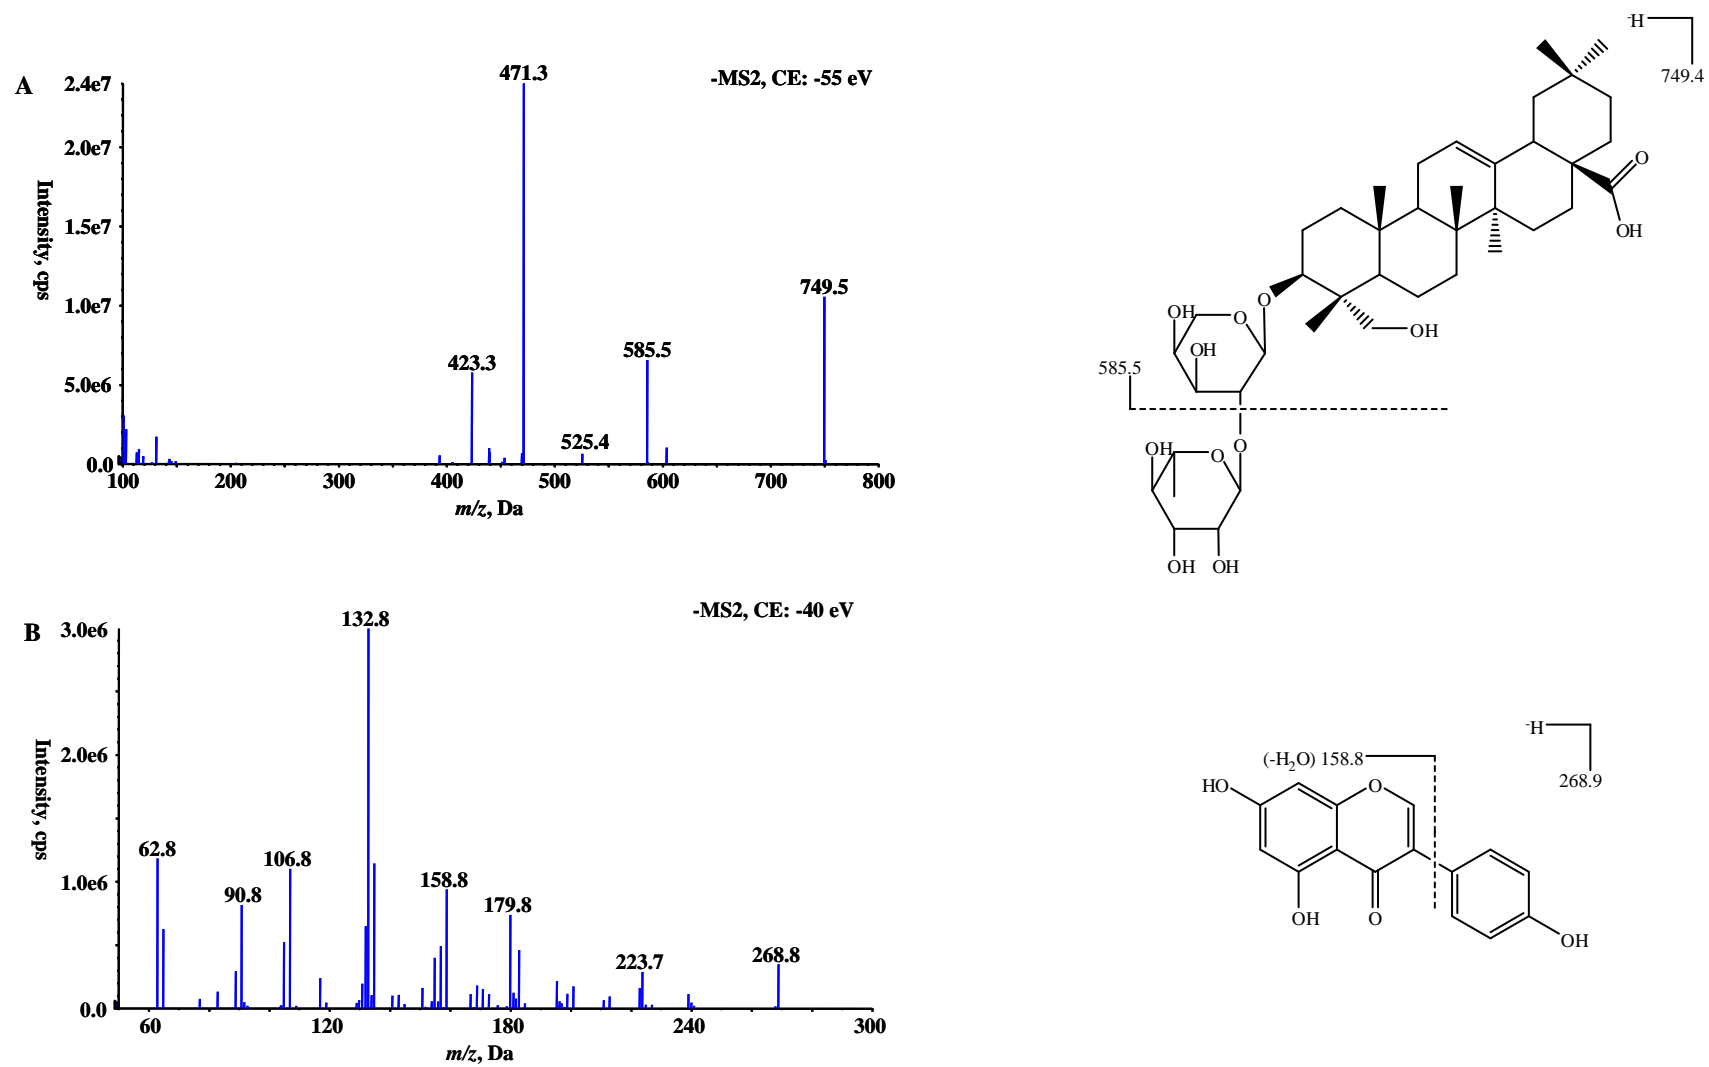 A
-MS2, CE: -55 eV
Intensity, cps
2.4e7
2.0e7
1.5e7
1.0e7
5.0e6
0.0
471.3
749.5
585.5
423.3
525.4
100 200 300 400 500 600 700 800
m/z, Da
-H
749.4
O
OH
O
OH
OH
O
OH
585.5
O
OH
O
OH OH
B
-MS2, CE: -40 eV
Intensity, cps
3.0e6
2.0e6
1.0e6
0.0
132.8
62.8
106.8
90.8
158.8
179.8
223.7
268.8
60 120 180 240 300
m/z, Da
-H
268.9
(-H2O) 158.8
HO
O
OH
O
OH